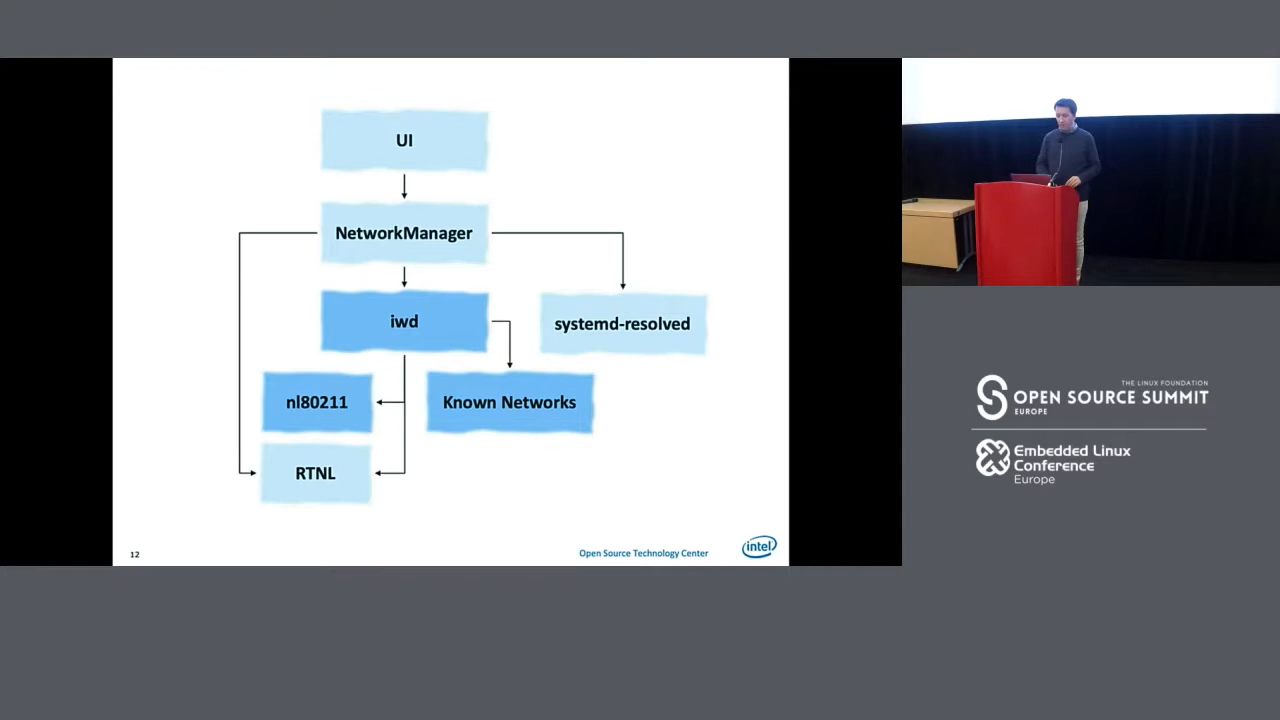 UI
NetworkManager
iwd
systemd-resolved
nl80211
Known Networks
RTNL
12
Open Source Technology Center
intel
THE LINUX FOUNDATION
OPEN SOURCE SUMMIT
EUROPE
Embedded Linux
Conference
Europe